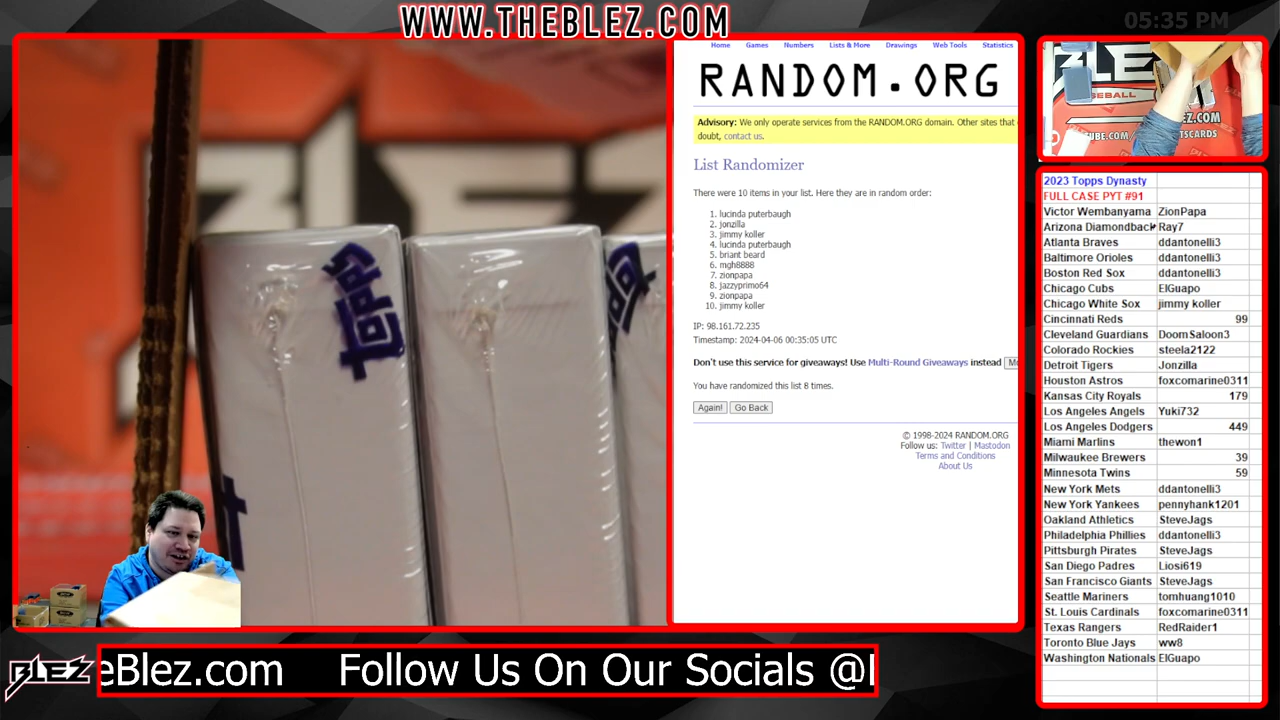 WWW.THEBLEZ.COM
05:35 PM
Home Games Numbers Lists & More Drawings Web Tools Statistics
RANDOM.ORG
Advisory: We only operate services from the RANDOM.ORG domain. Other sites that
doubt, contact us.
List Randomizer
There were 10 items in your list. Here they are in random order:
1. lucinda puterbaugh
2. jonzilla
3. jimmy koller
4. lucinda puterbaugh
5. briant beard
6. mgh8888
7. zionpapa
8. jazzyprimo64
9. zionpapa
10. jimmy koller
IP: 98.161.72.235
Timestamp: 2024-04-06 00:35:05 UTC
Don't use this service for giveaways! Use Multi-Round Giveaways instead
You have randomized this list 8 times.
Again! Go Back
© 1998-2024 RANDOM.ORG
Follow us: Twitter | Mastodon
Terms and Conditions
About Us
topps
BASEBALL
2023 Topps Dynasty
FULL CASE PYT #91
Victor Wembanyama ZionPapa
Arizona Diamondback Ray7
Atlanta Braves ddantonelli3
Baltimore Orioles ddantonelli3
Boston Red Sox ddantonelli3
Chicago Cubs ElGuapo
Chicago White Sox jimmy koller
Cincinnati Reds 99
Cleveland Guardians DoomSaloon3
Colorado Rockies steela2122
Detroit Tigers Jonzilla
Houston Astros foxcomarine0311
Kansas City Royals 179
Los Angeles Angels Yuki732
Los Angeles Dodgers 449
Miami Marlins thewon1
Milwaukee Brewers 39
Minnesota Twins 59
New York Mets ddantonelli3
New York Yankees pennyhank1201
Oakland Athletics SteveJags
Philadelphia Phillies ddantonelli3
Pittsburgh Pirates SteveJags
San Diego Padres Liosi619
San Francisco Giants SteveJags
Seattle Mariners tomhuang1010
St. Louis Cardinals foxcomarine0311
Texas Rangers RedRaider1
Toronto Blue Jays ww8
Washington Nationals ElGuapo
BLEZ
eBlez.com Follow Us On Our Socials @